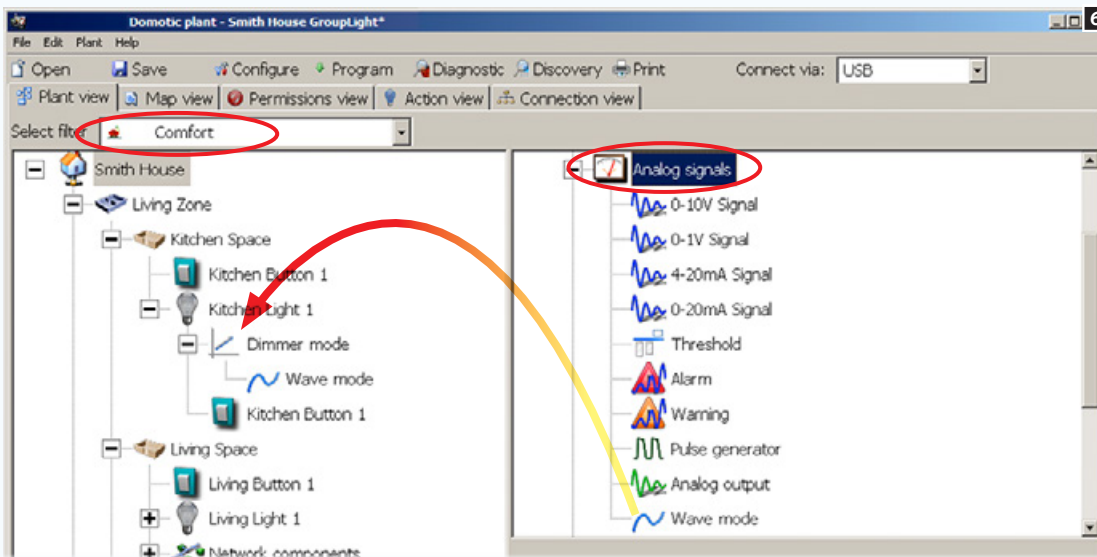 Domotic plant - Smith House GroupLight*
6
File Edit Plant Help
Open Save Configure Program Diagnostic Discovery Print Connect via: USB
Plant view Map view Permissions view Action view Connection view
Select filter Comfort
Smith House
Living Zone
Kitchen Space
Kitchen Button 1
Kitchen Light 1
Dimmer mode
Wave mode
Kitchen Button 1
Living Space
Living Button 1
Living Light 1
Network components
Analog signals
0-10V Signal
0-1V Signal
4-20mA Signal
0-20mA Signal
Threshold
Alarm
Warning
Pulse generator
Analog output
Wave mode